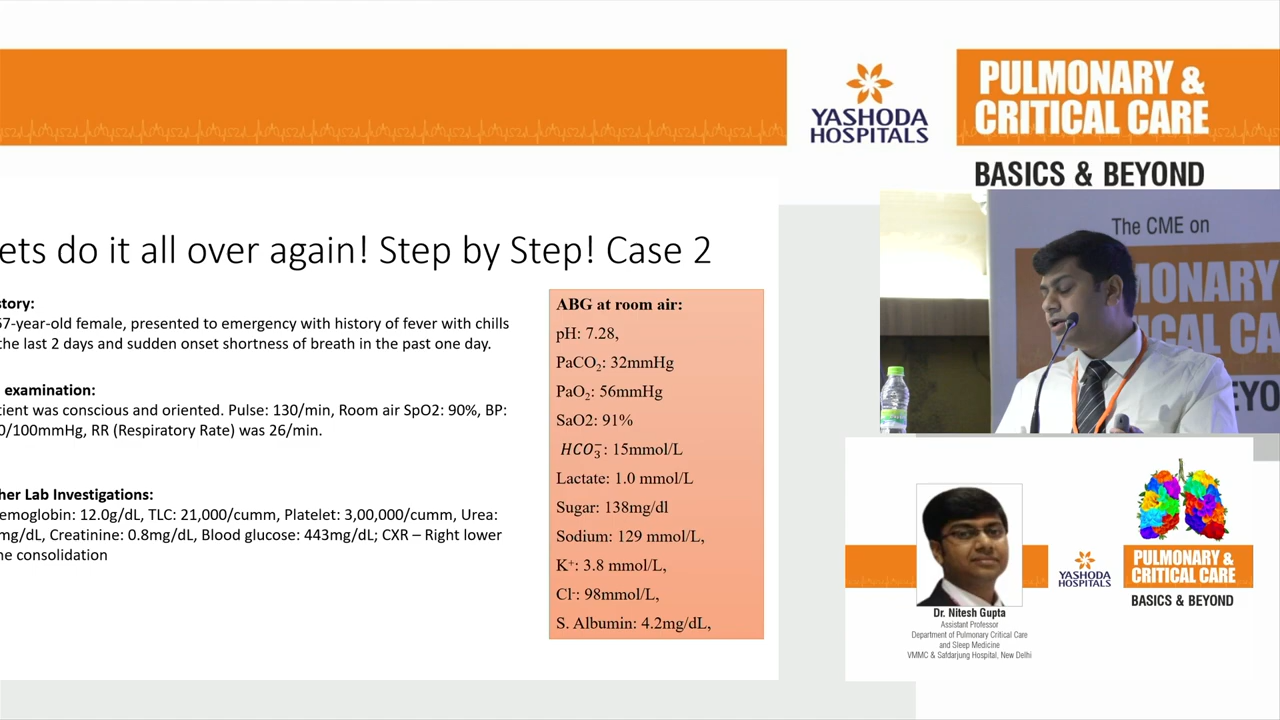 YASHODA
HOSPITALS
PULMONARY &
CRITICAL CARE
BASICS & BEYOND
ets do it all over again! Step by Step! Case 2
story:
57-year-old female, presented to emergency with history of fever with chills
the last 2 days and sudden onset shortness of breath in the past one day.
examination:
tient was conscious and oriented. Pulse: 130/min, Room air SpO2: 90%, BP:
0/100mmHg, RR (Respiratory Rate) was 26/min.
her Lab Investigations:
emoglobin: 12.0g/dL, TLC: 21,000/cumm, Platelet: 3,00,000/cumm, Urea:
mg/dL, Creatinine: 0.8mg/dL, Blood glucose: 443mg/dL; CXR – Right lower
ne consolidation
ABG at room air:
pH: 7.28,
PaCO₂: 32mmHg
PaO₂: 56mmHg
SaO2: 91%
HCO₃⁻: 15mmol/L
Lactate: 1.0 mmol/L
Sugar: 138mg/dl
Sodium: 129 mmol/L,
K⁺: 3.8 mmol/L,
Cl⁻: 98mmol/L,
S. Albumin: 4.2mg/dL,
The CME on
MONARY
CAL CA
EYO
Dr. Nitesh Gupta
Assistant Professor
Department of Pulmonary Critical Care
and Sleep Medicine
VMMC & Safdarjung Hospital, New Delhi
YASHODA
HOSPITALS
PULMONARY &
CRITICAL CARE
BASICS & BEYOND